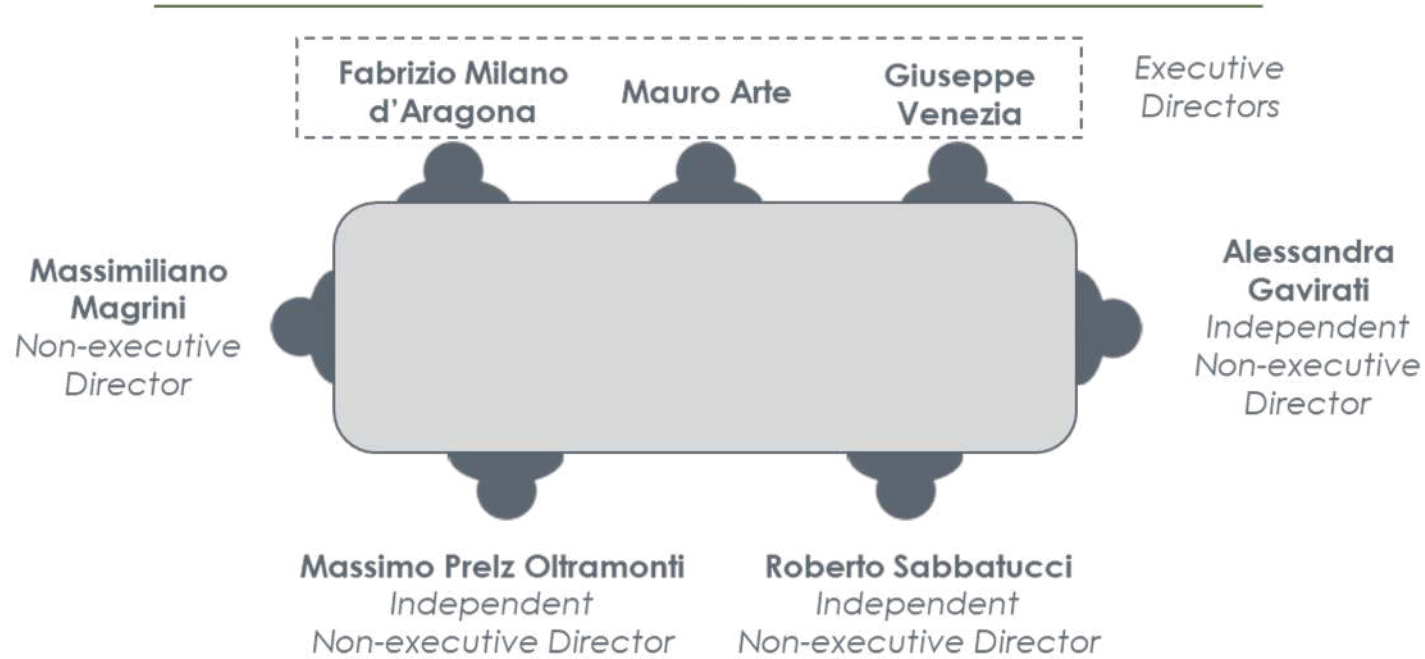 Fabrizio Milano
d'Aragona
Mauro Arte
Giuseppe
Venezia
Executive
Directors
Massimiliano
Magrini
Non-executive
Director
Alessandra
Gavirati
Independent
Non-executive
Director
Massimo Prelz Oltramonti
Independent
Non-executive Director
Roberto Sabbatucci
Independent
Non-executive Director